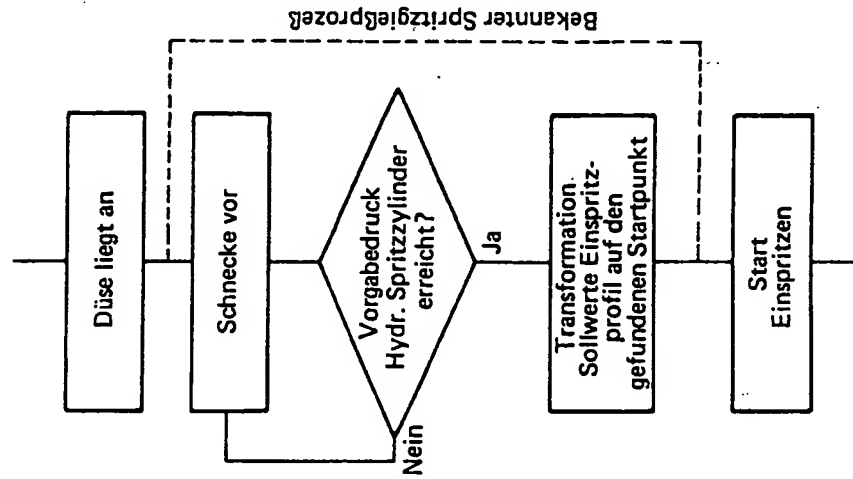 Düse liegt an
Schnecke vor
Vorgabedruck
Hydr. Spritzzylinder
erreicht?
Nein
Ja
Transformation
Sollwerte Einspritz-
profil auf den
gefundenen Startpunkt
Start
Einspritzen
Bekannter Spritzgießprozeß